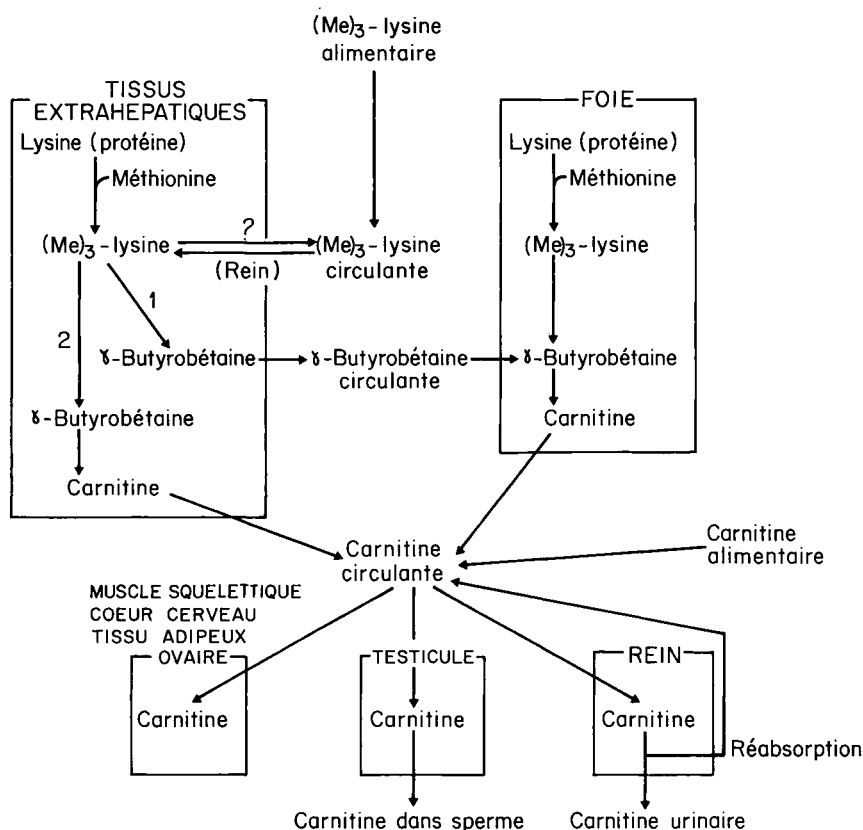 (Me)₃-lysine
alimentaire
TISSUS
EXTRAHEPATIQUES
Lysine (protéine)
Méthionine
(Me)₃-lysine
?
(Rein)
(Me)₃-lysine
circulante
1
2
ɣ-Butyrobétaine
ɣ-Butyrobétaine
circulante
ɣ-Butyrobétaine
Carnitine
FOIE
Lysine (protéine)
Méthionine
(Me)₃-lysine
ɣ-Butyrobétaine
Carnitine
Carnitine
circulante
Carnitine
alimentaire
MUSCLE SQUELETTIQUE
COEUR CERVEAU
TISSU ADIPEUX
OVAIRE
Carnitine
TESTICULE
Carnitine
REIN
Carnitine
Réabsorption
Carnitine dans sperme
Carnitine urinaire